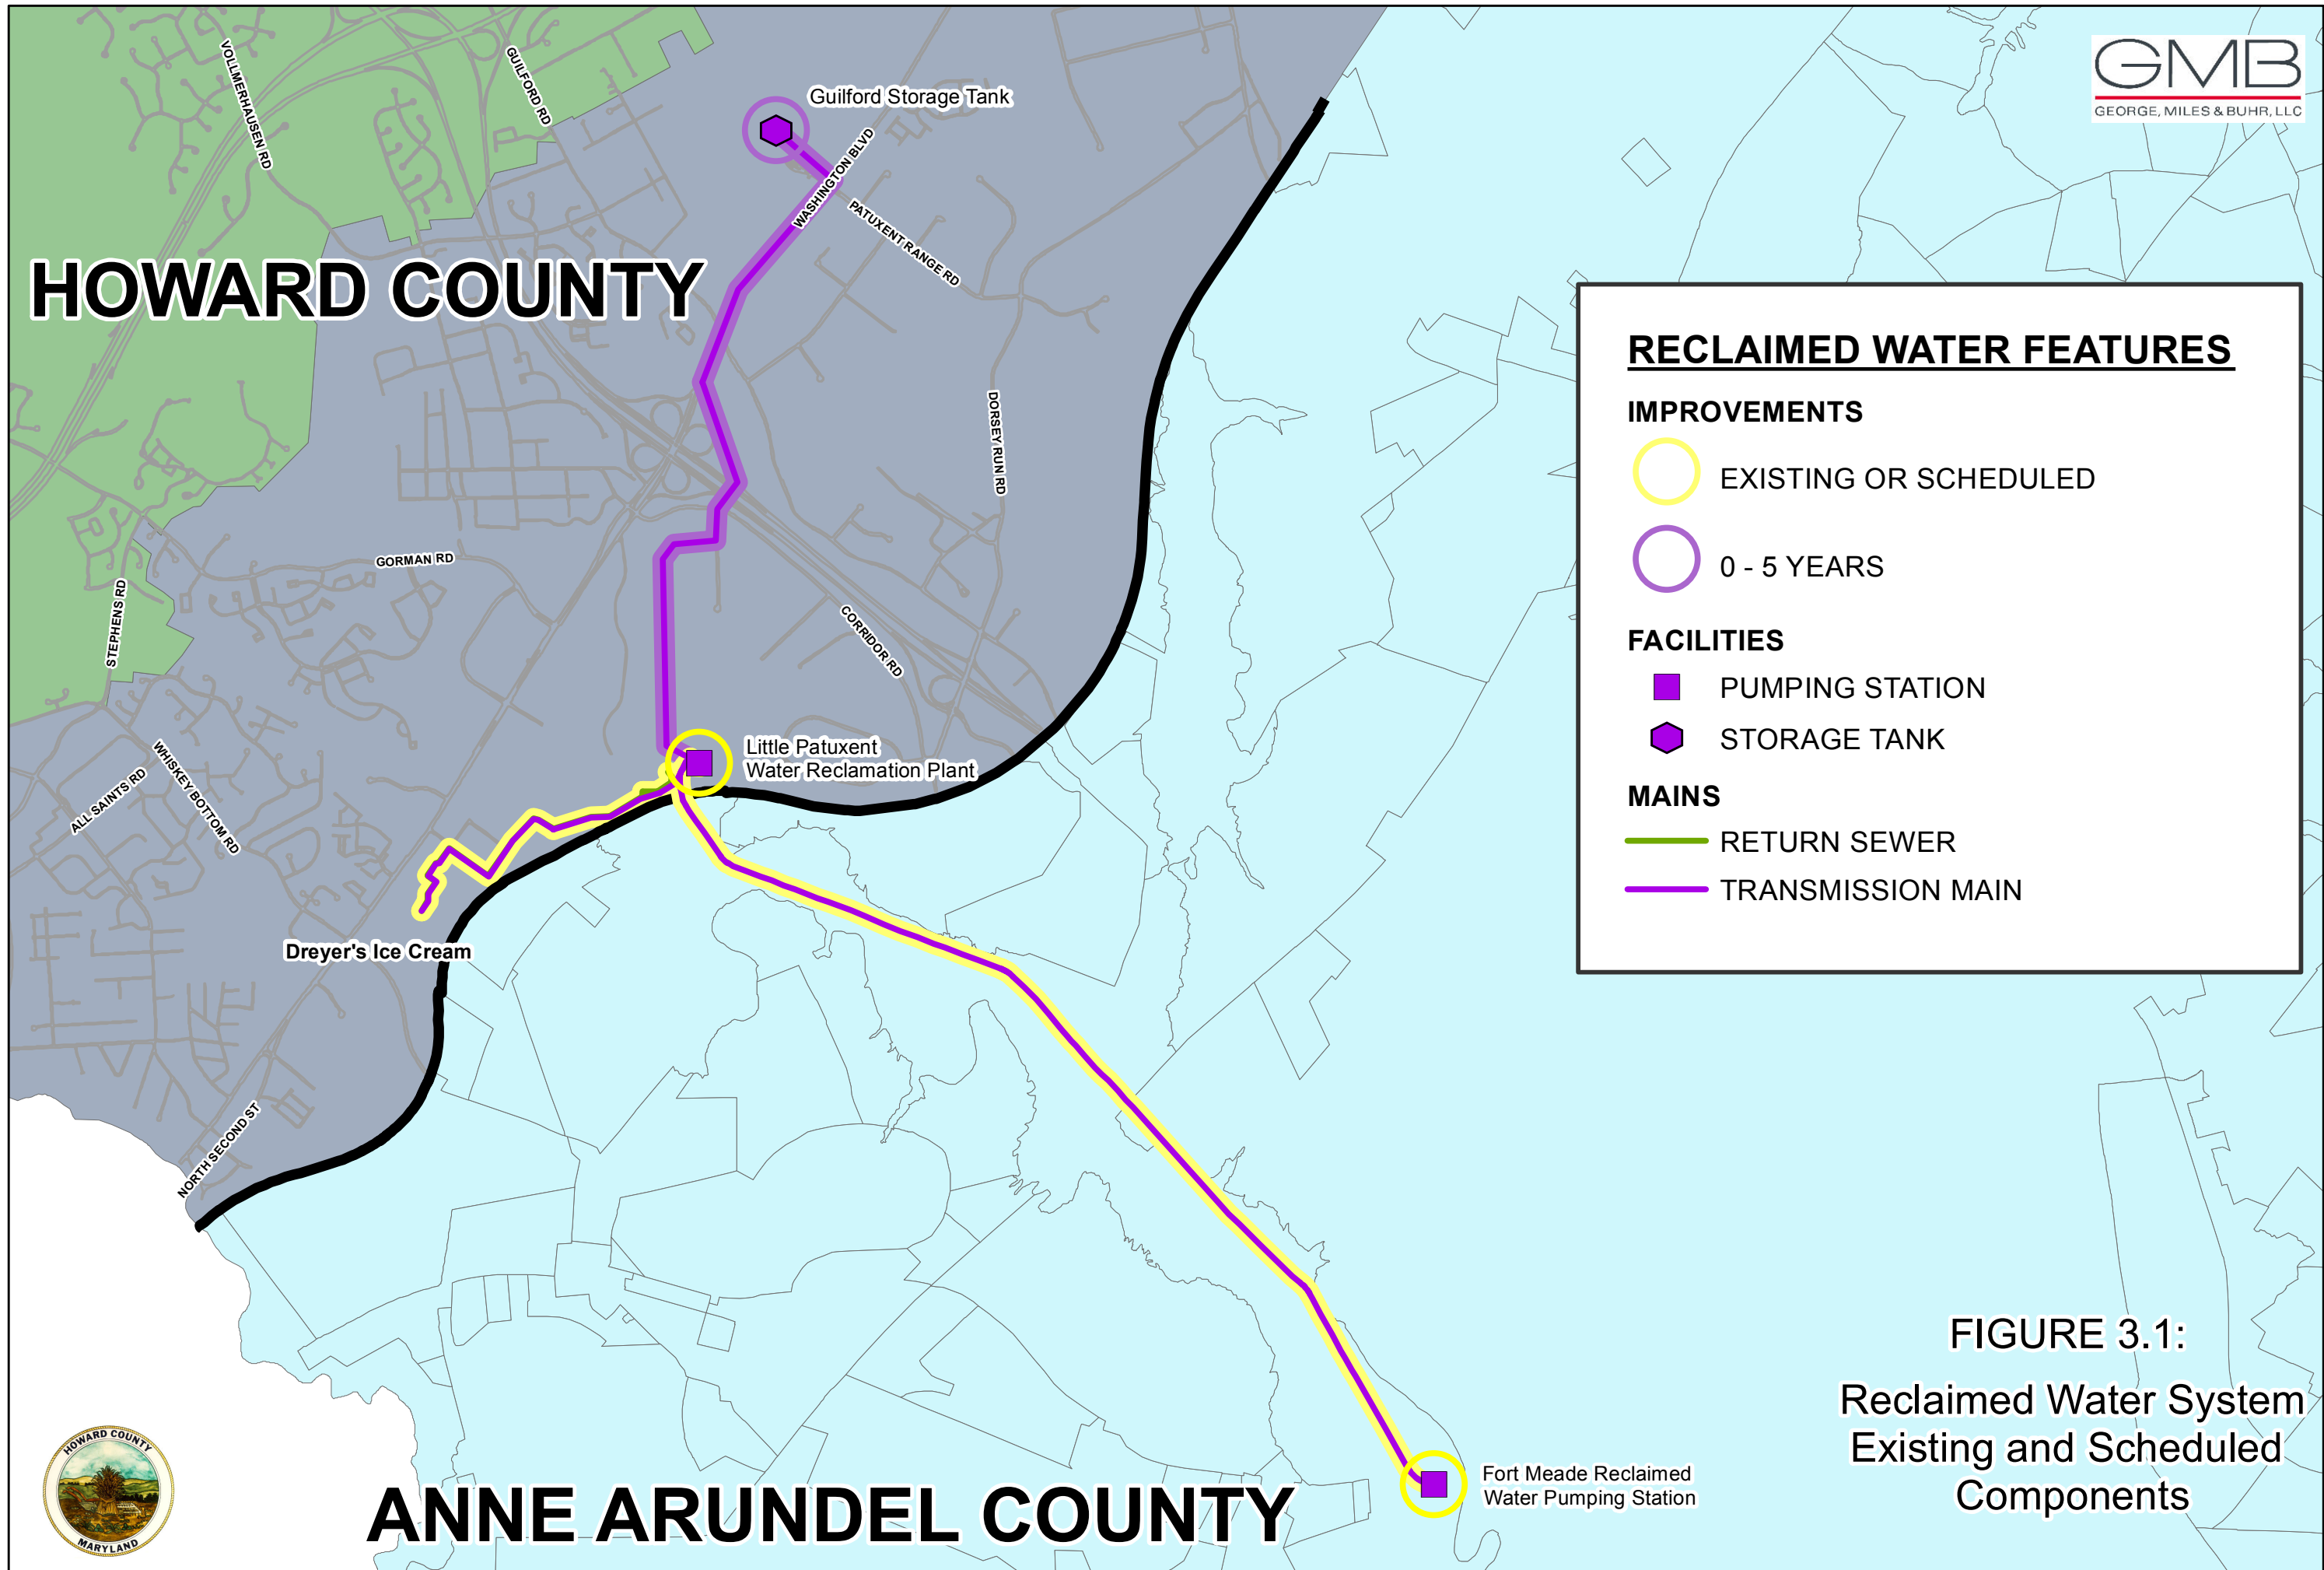 VOLLMERHAUSEN RD
GUILFORD RD
Guilford Storage Tank
WASHINGTON BLVD
PATUXENT RANGE RD
GMB
GEORGE, MILES & BUHR, LLC
HOWARD COUNTY
RECLAIMED WATER FEATURES
IMPROVEMENTS
EXISTING OR SCHEDULED
0 - 5 YEARS
FACILITIES
PUMPING STATION
STORAGE TANK
MAINS
RETURN SEWER
TRANSMISSION MAIN
DORSEY RUN RD
GORMAN RD
STEPHENS RD
CORRIDOR RD
Little Patuxent
Water Reclamation Plant
ALL SAINTS RD
WHISKEY BOTTOM RD
Dreyer's Ice Cream
NORTH SECOND ST
FIGURE 3.1:
Reclaimed Water System
Existing and Scheduled
Components
Fort Meade Reclaimed
Water Pumping Station
HOWARD COUNTY
MARYLAND
ANNE ARUNDEL COUNTY